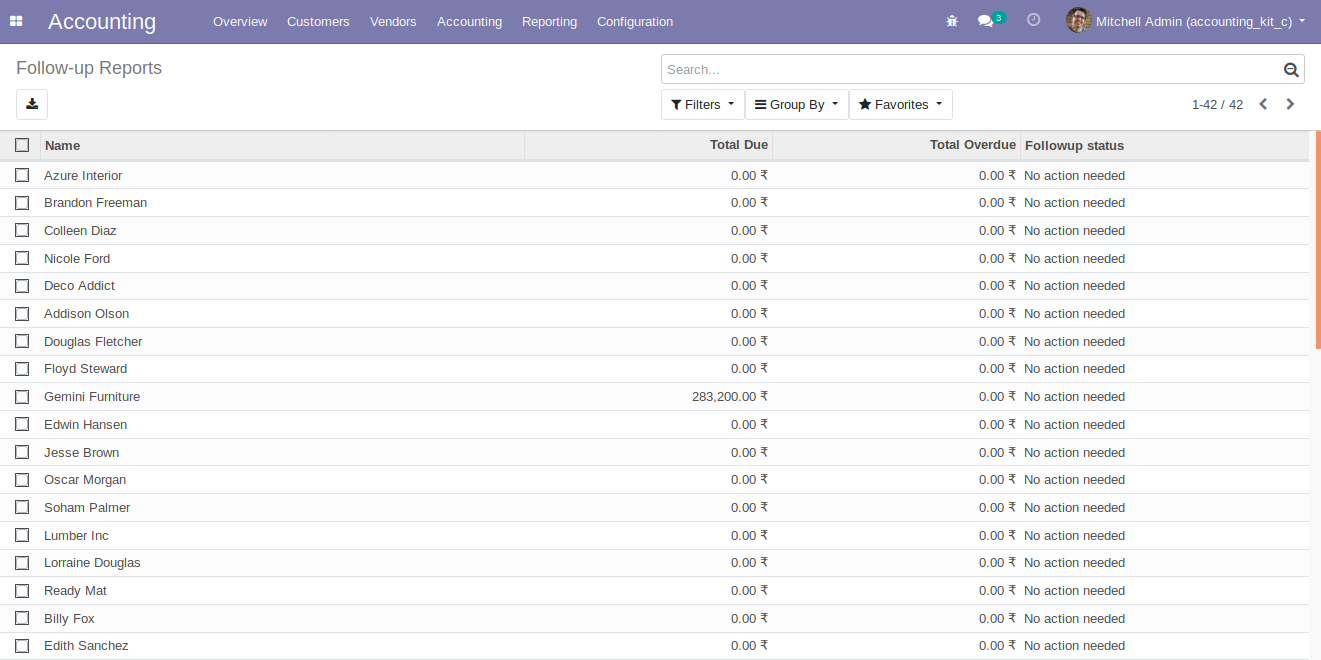 Accounting Overview Customers Vendors Accounting Reporting Configuration 3 Mitchell Admin (accounting_kit_c)
Follow-up Reports Search...
Filters Group By Favorites 1-42 / 42
Name Total Due Total Overdue Followup status
Azure Interior 0.00 ₹ 0.00 ₹ No action needed
Brandon Freeman 0.00 ₹ 0.00 ₹ No action needed
Colleen Diaz 0.00 ₹ 0.00 ₹ No action needed
Nicole Ford 0.00 ₹ 0.00 ₹ No action needed
Deco Addict 0.00 ₹ 0.00 ₹ No action needed
Addison Olson 0.00 ₹ 0.00 ₹ No action needed
Douglas Fletcher 0.00 ₹ 0.00 ₹ No action needed
Floyd Steward 0.00 ₹ 0.00 ₹ No action needed
Gemini Furniture 283,200.00 ₹ 0.00 ₹ No action needed
Edwin Hansen 0.00 ₹ 0.00 ₹ No action needed
Jesse Brown 0.00 ₹ 0.00 ₹ No action needed
Oscar Morgan 0.00 ₹ 0.00 ₹ No action needed
Soham Palmer 0.00 ₹ 0.00 ₹ No action needed
Lumber Inc 0.00 ₹ 0.00 ₹ No action needed
Lorraine Douglas 0.00 ₹ 0.00 ₹ No action needed
Ready Mat 0.00 ₹ 0.00 ₹ No action needed
Billy Fox 0.00 ₹ 0.00 ₹ No action needed
Edith Sanchez 0.00 ₹ 0.00 ₹ No action needed